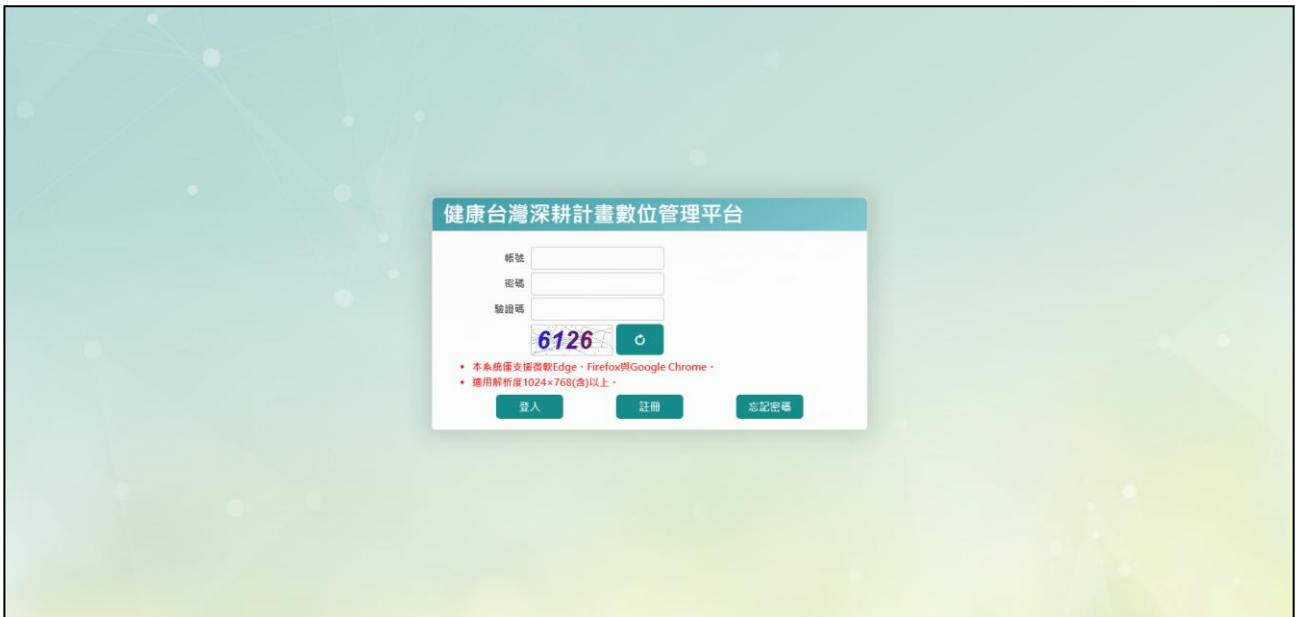 健康台灣深耕計畫數位管理平台
帳號
密碼
驗證碼
6126
本系統僅支援微軟Edge、Firefox與Google Chrome。
適用解析度1024×768(含)以上。
登入 註冊 忘記密碼